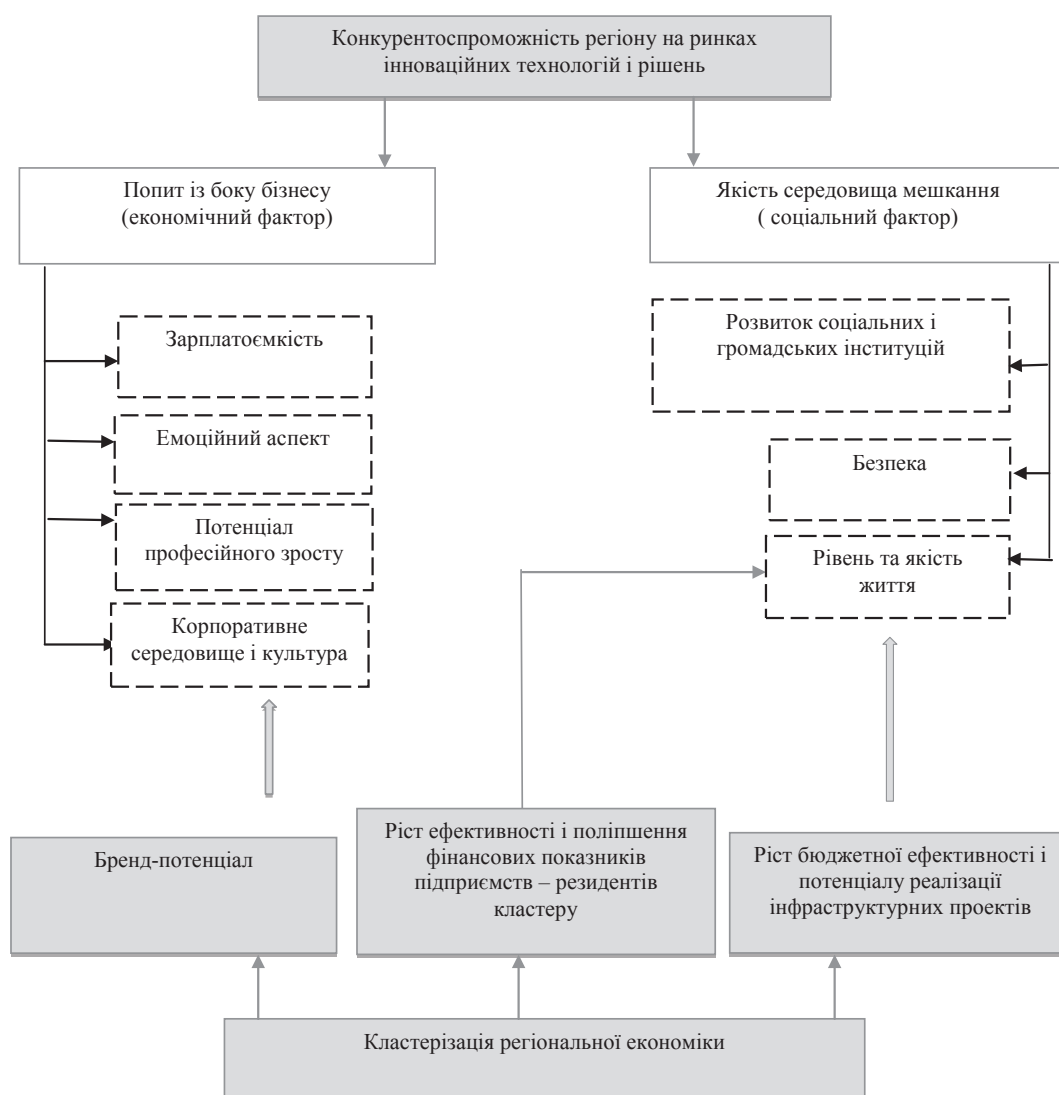 Конкурентоспроможність регіону на ринках
інноваційних технологій і рішень
Попит із боку бізнесу
(економічний фактор)
Якість середовища мешкання
( соціальний фактор)
Зарплатоємкість
Розвиток соціальних і
громадських інституцій
Емоційний аспект
Безпека
Потенціал
професійного зросту
Рівень та якість
життя
Корпоративне
середовище і культура
Бренд-потенціал
Ріст ефективності і поліпшення
фінансових показників
підприємств – резидентів
кластеру
Ріст бюджетної ефективності і
потенціалу реалізації
інфраструктурних проектів
Кластерізація регіональної економіки